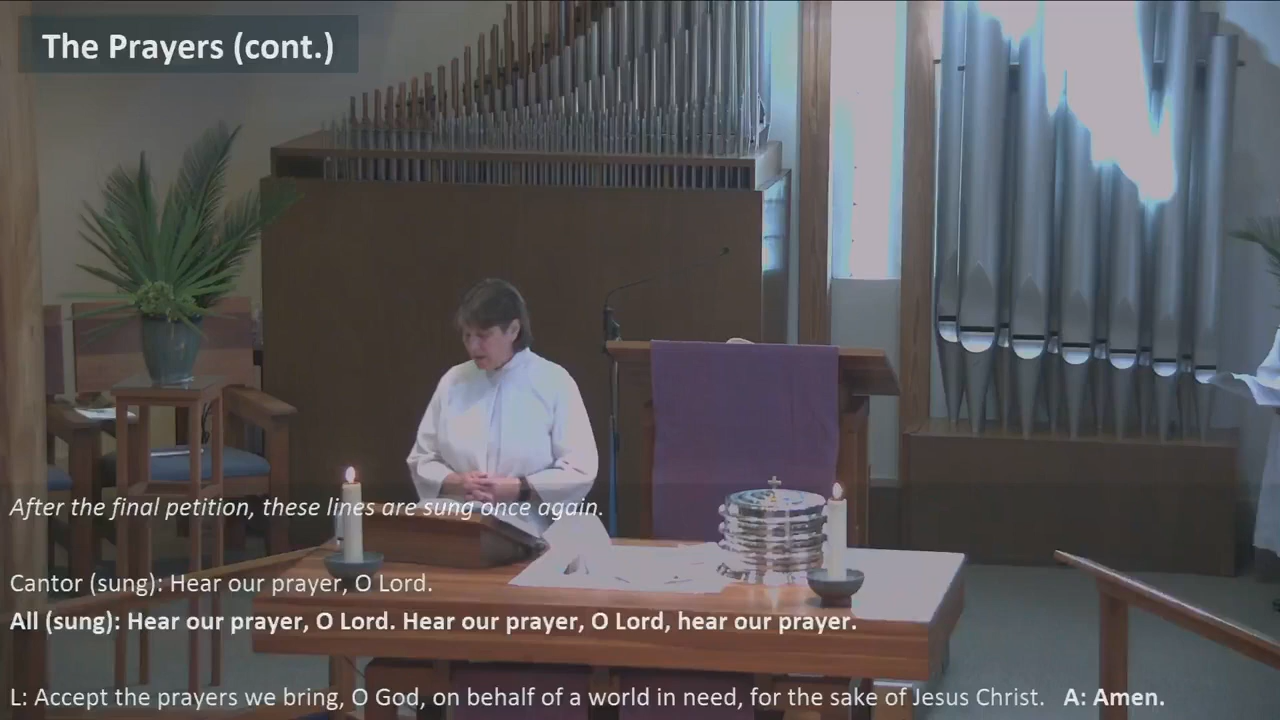 The Prayers (cont.)
After the final petition, these lines are sung once again.
Cantor (sung): Hear our prayer, O Lord.
All (sung): Hear our prayer, O Lord. Hear our prayer, O Lord, hear our prayer.
L: Accept the prayers we bring, O God, on behalf of a world in need, for the sake of Jesus Christ. A: Amen.